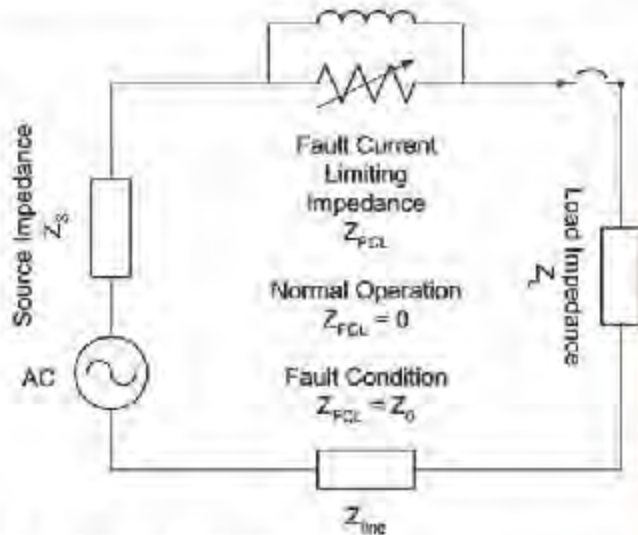 Fault Current
Limiting
Impedance
Z_FCL
Source Impedance
Z_S
Load Impedance
Z_L
Normal Operation
Z_FCL = 0
AC
Fault Condition
Z_FCL = Z_0
Z_line